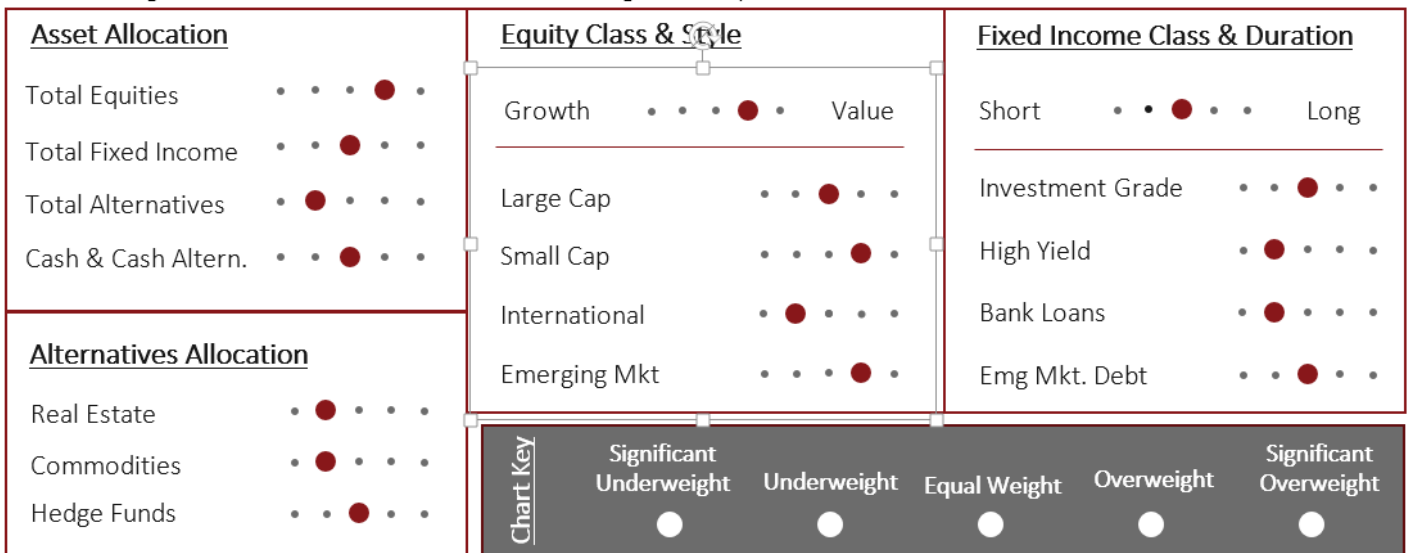 Asset Allocation
Total Equities
Total Fixed Income
Total Alternatives
Cash & Cash Altern.
Alternatives Allocation
Real Estate
Commodities
Hedge Funds
Equity Class & Style
Growth Value
Large Cap
Small Cap
International
Emerging Mkt
Fixed Income Class & Duration
Short Long
Investment Grade
High Yield
Bank Loans
Emg Mkt. Debt
Chart Key
Significant
Underweight
Underweight
Equal Weight
Overweight
Significant
Overweight